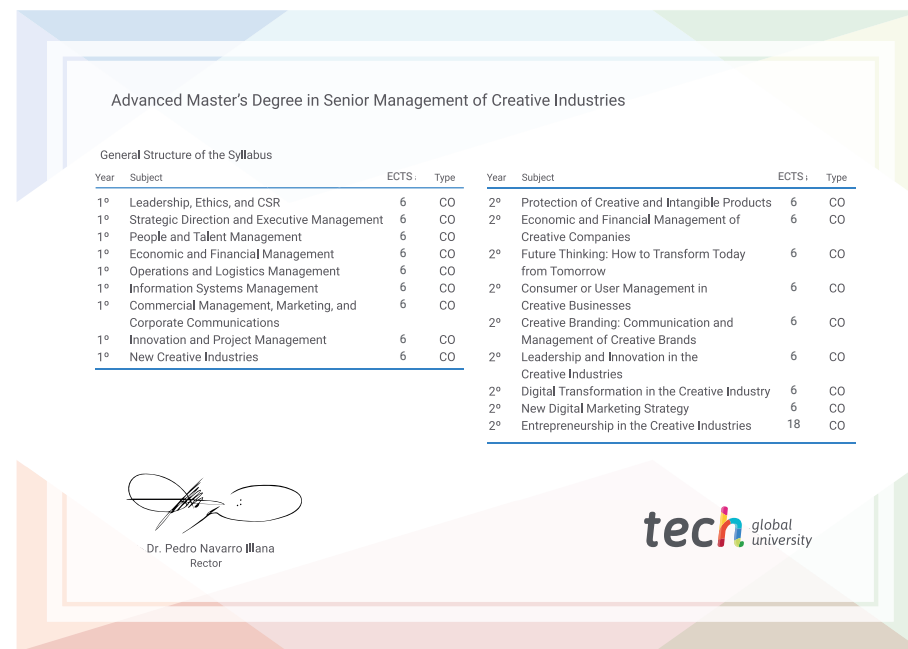 Advanced Master's Degree in Senior Management of Creative Industries
General Structure of the Syllabus
Year Subject ECTS Type
1º Leadership, Ethics, and CSR 6 CO
1º Strategic Direction and Executive Management 6 CO
1º People and Talent Management 6 CO
1º Economic and Financial Management 6 CO
1º Operations and Logistics Management 6 CO
1º Information Systems Management 6 CO
1º Commercial Management, Marketing, and 6 CO
Corporate Communications
1º Innovation and Project Management 6 CO
1º New Creative Industries 6 CO
Year Subject ECTS Type
2º Protection of Creative and Intangible Products 6 CO
2º Economic and Financial Management of 6 CO
Creative Companies
2º Future Thinking: How to Transform Today 6 CO
from Tomorrow
2º Consumer or User Management in 6 CO
Creative Businesses
2º Creative Branding: Communication and 6 CO
Management of Creative Brands
2º Leadership and Innovation in the 6 CO
Creative Industries
2º Digital Transformation in the Creative Industry 6 CO
2º New Digital Marketing Strategy 6 CO
2º Entrepreneurship in the Creative Industries 18 CO
Dr. Pedro Navarro Illana
Rector
tech global
university